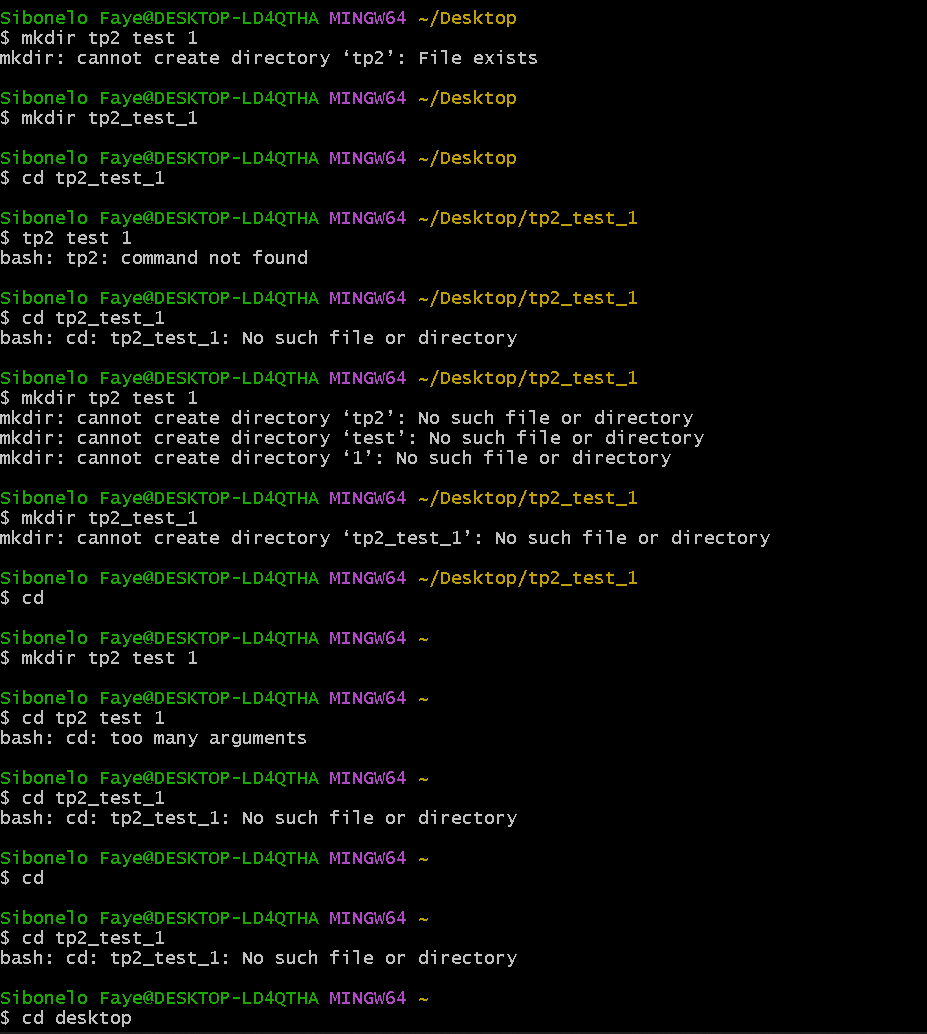 Sibonelo Faye@DESKTOP-LD4QTHA MINGW64 ~/Desktop
$ mkdir tp2 test 1
mkdir: cannot create directory ‘tp2’: File exists
Sibonelo Faye@DESKTOP-LD4QTHA MINGW64 ~/Desktop
$ mkdir tp2_test_1
Sibonelo Faye@DESKTOP-LD4QTHA MINGW64 ~/Desktop
$ cd tp2_test_1
Sibonelo Faye@DESKTOP-LD4QTHA MINGW64 ~/Desktop/tp2_test_1
$ tp2 test 1
bash: tp2: command not found
Sibonelo Faye@DESKTOP-LD4QTHA MINGW64 ~/Desktop/tp2_test_1
$ cd tp2_test_1
bash: cd: tp2_test_1: No such file or directory
Sibonelo Faye@DESKTOP-LD4QTHA MINGW64 ~/Desktop/tp2_test_1
$ mkdir tp2 test 1
mkdir: cannot create directory ‘tp2’: No such file or directory
mkdir: cannot create directory ‘test’: No such file or directory
mkdir: cannot create directory ‘1’: No such file or directory
Sibonelo Faye@DESKTOP-LD4QTHA MINGW64 ~/Desktop/tp2_test_1
$ mkdir tp2_test_1
mkdir: cannot create directory ‘tp2_test_1’: No such file or directory
Sibonelo Faye@DESKTOP-LD4QTHA MINGW64 ~/Desktop/tp2_test_1
$ cd
Sibonelo Faye@DESKTOP-LD4QTHA MINGW64 ~
$ mkdir tp2 test 1
Sibonelo Faye@DESKTOP-LD4QTHA MINGW64 ~
$ cd tp2 test 1
bash: cd: too many arguments
Sibonelo Faye@DESKTOP-LD4QTHA MINGW64 ~
$ cd tp2_test_1
bash: cd: tp2_test_1: No such file or directory
Sibonelo Faye@DESKTOP-LD4QTHA MINGW64 ~
$ cd
Sibonelo Faye@DESKTOP-LD4QTHA MINGW64 ~
$ cd tp2_test_1
bash: cd: tp2_test_1: No such file or directory
Sibonelo Faye@DESKTOP-LD4QTHA MINGW64 ~
$ cd desktop